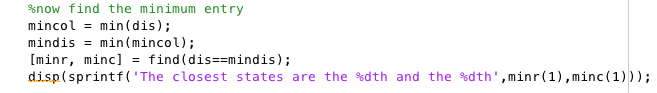 %now find the minimum entry
mincol = min(dis);
mindis = min(mincol);
[minr, minc] = find(dis==mindis);
disp(sprintf('The closest states are the %dth and the %dth',minr(1),minc(1)));